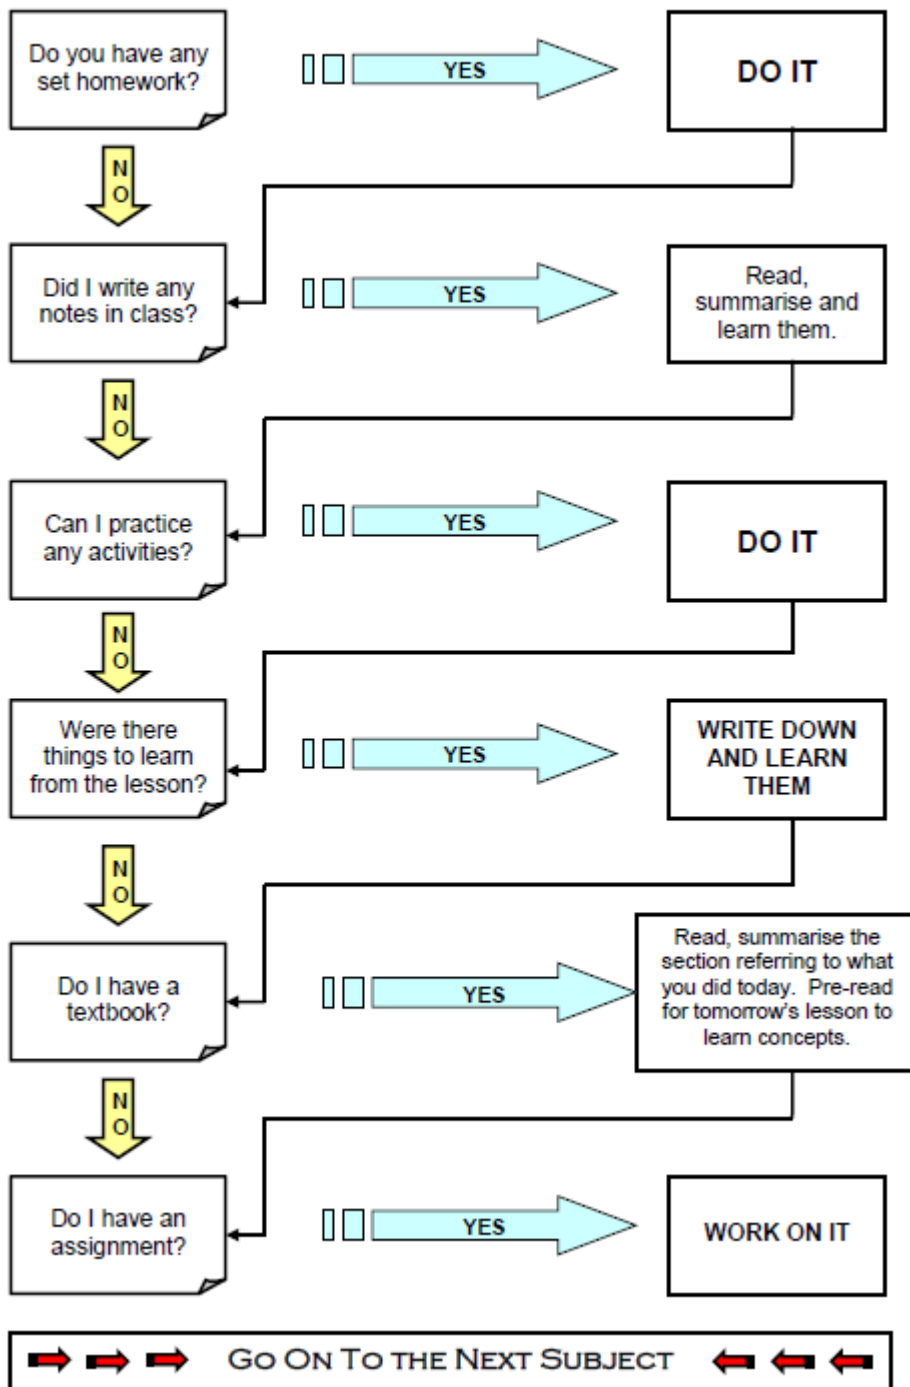 Do you have any
set homework?
YES
DO IT
N
O
Did I write any
notes in class?
YES
Read,
summarise and
learn them.
N
O
Can I practice
any activities?
YES
DO IT
N
O
Were there
things to learn
from the lesson?
YES
WRITE DOWN
AND LEARN
THEM
N
O
Do I have a
textbook?
YES
Read, summarise the
section referring to what
you did today. Pre-read
for tomorrow's lesson to
learn concepts.
N
O
Do I have an
assignment?
YES
WORK ON IT
GO ON TO THE NEXT SUBJECT